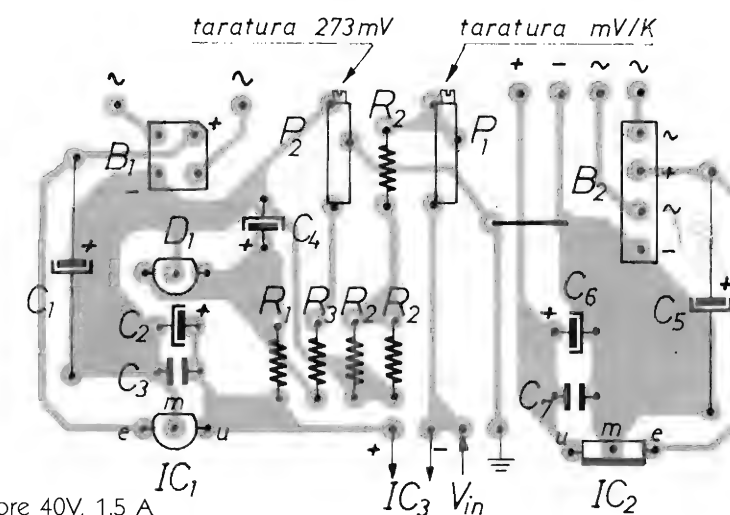 taratura 273mV taratura mV/K
~ ~ + - ~ ~
B₁ + - P₂ R₂ P₁ B₂ ~ + ~ -
D₁ + C₄
C₁ + C₂ + R₁ R₃ R₂ R₂ + C₆ C₅ +
C₃ C₇
e m u u m e
IC₁ + - IC₃ Vin IC₂
ore 40V, 1.5 A